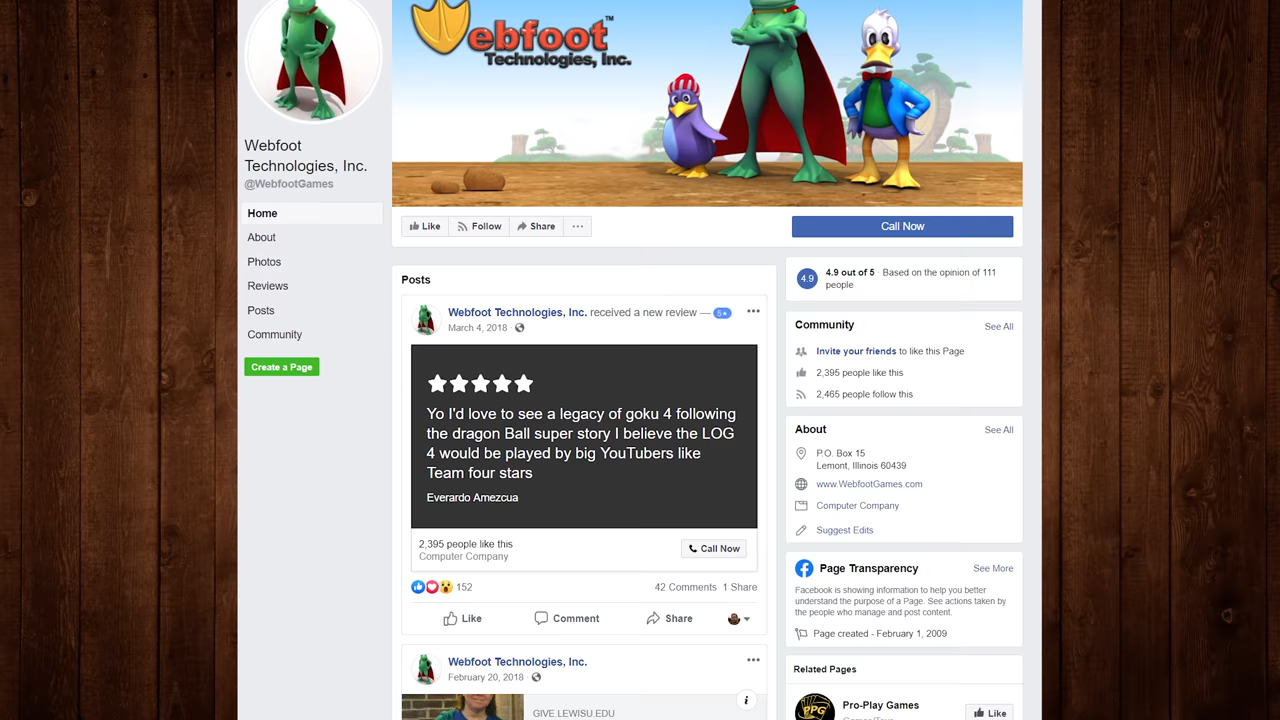 Webfoot™
Technologies, Inc.
Webfoot
Technologies, Inc.
@WebfootGames
Home
About
Photos
Reviews
Posts
Community
Create a Page
Like
Follow
Share
Call Now
Posts
Webfoot Technologies, Inc. received a new review — 5★
March 4, 2018
Yo I'd love to see a legacy of goku 4 following
the dragon Ball super story I believe the LOG
4 would be played by big YouTubers like
Team four stars
Everardo Amezcua
2,395 people like this
Computer Company
Call Now
152
42 Comments 1 Share
Like
Comment
Share
Webfoot Technologies, Inc.
February 20, 2018
GIVE.LEWISU.EDU
4.9
4.9 out of 5 · Based on the opinion of 111
people
Community
See All
Invite your friends to like this Page
2,395 people like this
2,465 people follow this
About
See All
P.O. Box 15
Lemont, Illinois 60439
www.WebfootGames.com
Computer Company
Suggest Edits
Page Transparency
See More
Facebook is showing information to help you better
understand the purpose of a Page. See actions taken by
the people who manage and post content.
Page created - February 1, 2009
Related Pages
PPG
Pro-Play Games
Games/Toys
Like